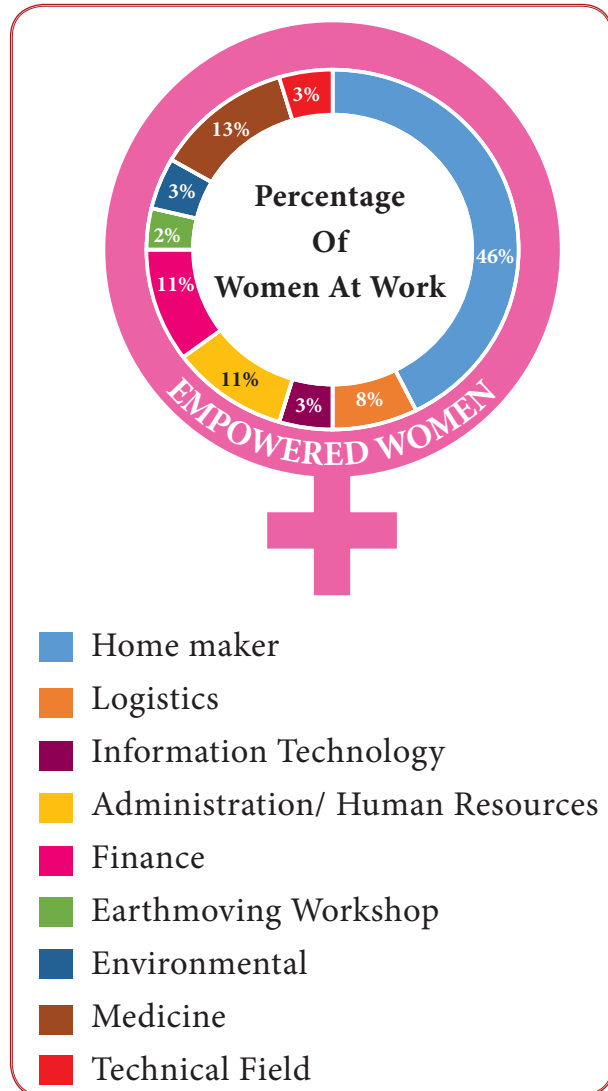 3%
13%
3%
2%
11%
11%
3%
8%
46%
Percentage
Of
Women At Work
EMPOWERED WOMEN
Home maker
Logistics
Information Technology
Administration/ Human Resources
Finance
Earthmoving Workshop
Environmental
Medicine
Technical Field